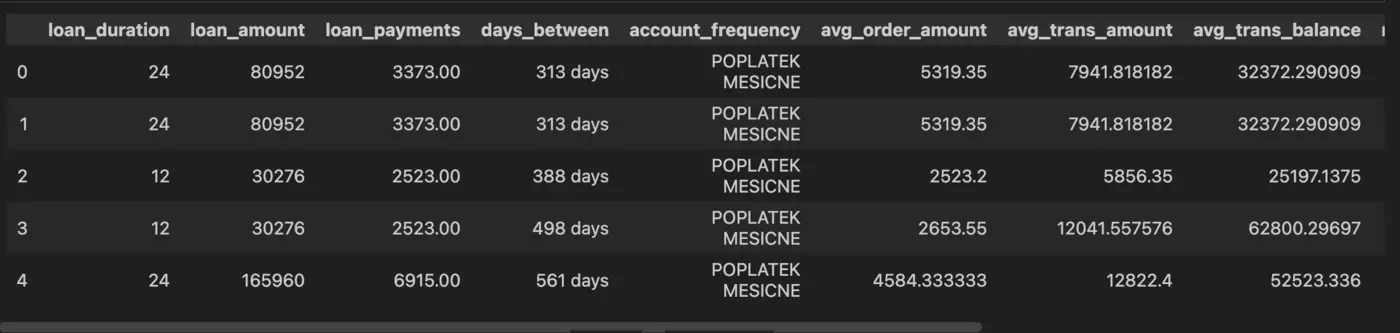 loan_duration loan_amount loan_payments days_between account_frequency avg_order_amount avg_trans_amount avg_trans_balance
0 24 80952 3373.00 313 days POPLATEK MESICNE 5319.35 7941.818182 32372.290909
1 24 80952 3373.00 313 days POPLATEK MESICNE 5319.35 7941.818182 32372.290909
2 12 30276 2523.00 388 days POPLATEK MESICNE 2523.2 5856.35 25197.1375
3 12 30276 2523.00 498 days POPLATEK MESICNE 2653.55 12041.557576 62800.29697
4 24 165960 6915.00 561 days POPLATEK MESICNE 4584.333333 12822.4 52523.336